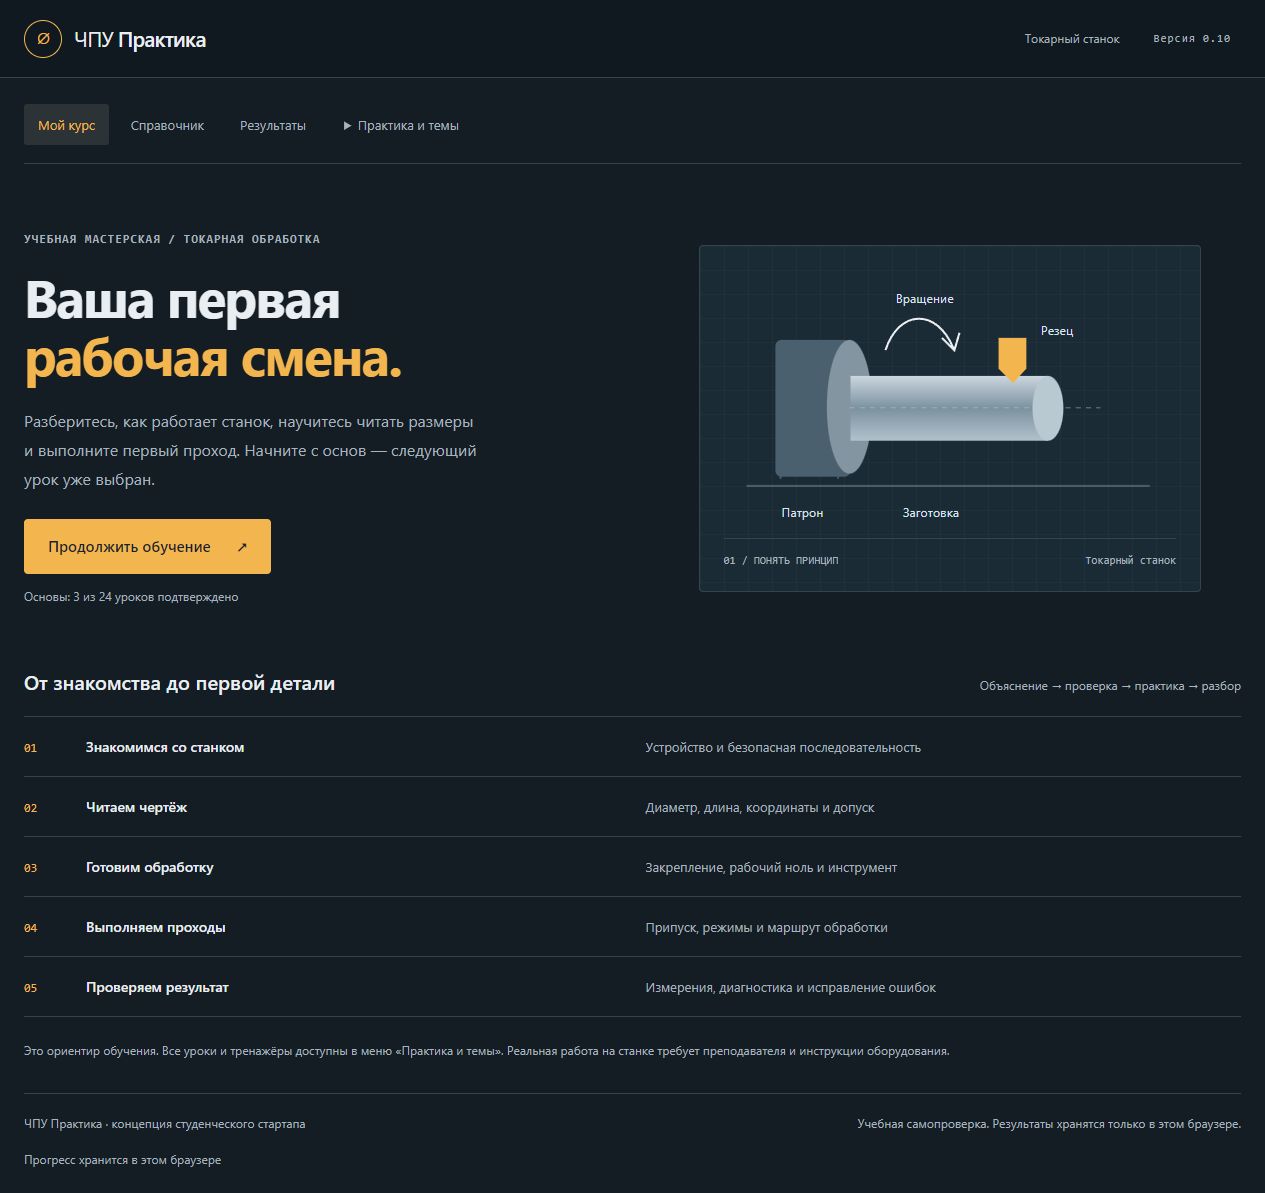 Ø ЧПУ Практика
Токарный станок
Версия 0.10
Мой курс
Справочник
Результаты
▶ Практика и темы
УЧЕБНАЯ МАСТЕРСКАЯ / ТОКАРНАЯ ОБРАБОТКА
Ваша первая
рабочая смена.
Разберитесь, как работает станок, научитесь читать размеры
и выполните первый проход. Начните с основ — следующий
урок уже выбран.
Продолжить обучение ↗
Основы: 3 из 24 уроков подтверждено
Вращение
Резец
Патрон
Заготовка
01 / ПОНЯТЬ ПРИНЦИП
Токарный станок
От знакомства до первой детали
Объяснение → проверка → практика → разбор
01 Знакомимся со станком Устройство и безопасная последовательность
02 Читаем чертёж Диаметр, длина, координаты и допуск
03 Готовим обработку Закрепление, рабочий ноль и инструмент
04 Выполняем проходы Припуск, режимы и маршрут обработки
05 Проверяем результат Измерения, диагностика и исправление ошибок
Это ориентир обучения. Все уроки и тренажёры доступны в меню «Практика и темы». Реальная работа на станке требует преподавателя и инструкции оборудования.
ЧПУ Практика · концепция студенческого стартапа
Учебная самопроверка. Результаты хранятся только в этом браузере.
Прогресс хранится в этом браузере